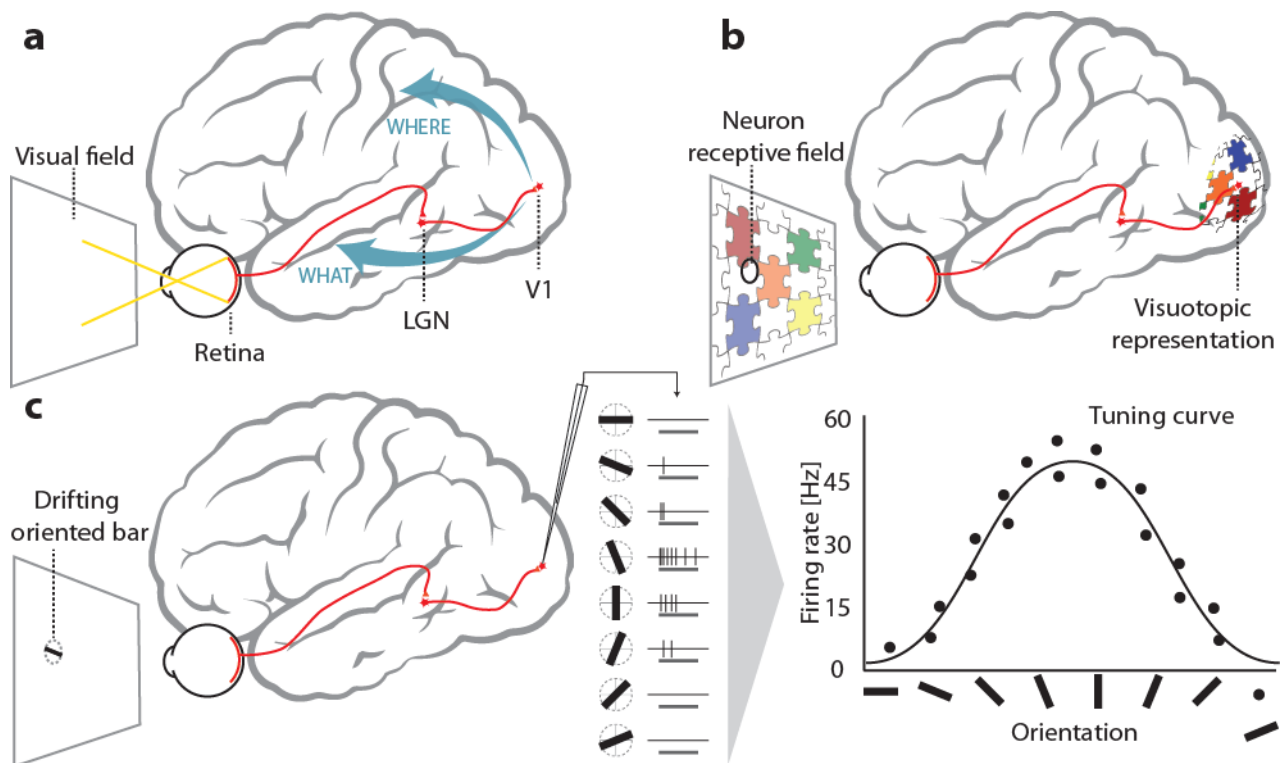 a
WHERE
Visual field
WHAT
V1
LGN
Retina
b
Neuron
receptive field
Visuotopic
representation
c
Drifting
oriented bar
Tuning curve
Firing rate [Hz]
60
45
30
15
0
Orientation